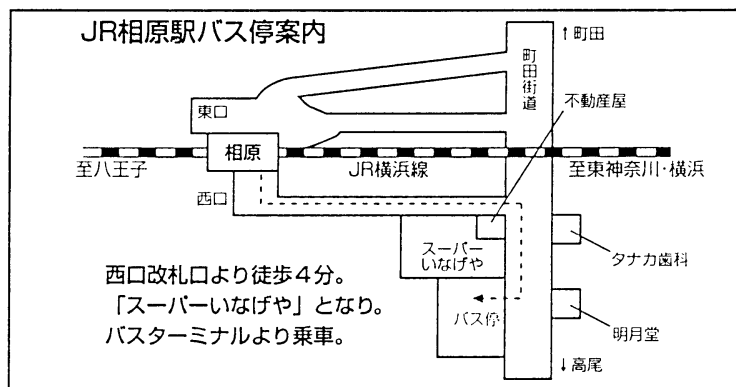 JR相原駅バス停案内
↑町田
町田街道
不動産屋
東口
相原
至八王子
JR横浜線
至東神奈川・横浜
西口
スーパー
いなげや
タナカ歯科
西口改札口より徒歩4分。
「スーパーいなげや」となり。
バスターミナルより乗車。
バス停
明月堂
↓高尾